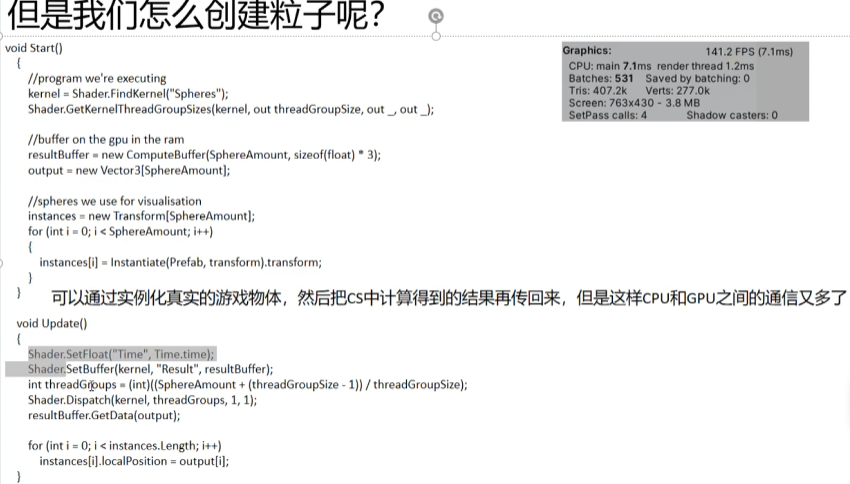 但是我们怎么创建粒子呢？
void Start()
{
//program we're executing
kernel = Shader.FindKernel("Spheres");
Shader.GetKernelThreadGroupSizes(kernel, out threadGroupSize, out _, out _);
//buffer on the gpu in the ram
resultBuffer = new ComputeBuffer(SphereAmount, sizeof(float) * 3);
output = new Vector3[SphereAmount];
//spheres we use for visualisation
instances = new Transform[SphereAmount];
for (int i = 0; i < SphereAmount; i++)
{
instances[i] = Instantiate(Prefab, transform).transform;
}
}
Graphics: 141.2 FPS (7.1ms)
CPU: main 7.1ms render thread 1.2ms
Batches: 531 Saved by batching: 0
Tris: 407.2k Verts: 277.0k
Screen: 763x430 - 3.8 MB
SetPass calls: 4 Shadow casters: 0
可以通过实例化真实的游戏物体，然后把CS中计算得到的结果再传回来，但是这样CPU和GPU之间的通信又多了
void Update()
{
Shader.SetFloat("Time", Time.time);
Shader.SetBuffer(kernel, "Result", resultBuffer);
int threadGroups = (int)((SphereAmount + (threadGroupSize - 1)) / threadGroupSize);
Shader.Dispatch(kernel, threadGroups, 1, 1);
resultBuffer.GetData(output);
for (int i = 0; i < instances.Length; i++)
instances[i].localPosition = output[i];
}